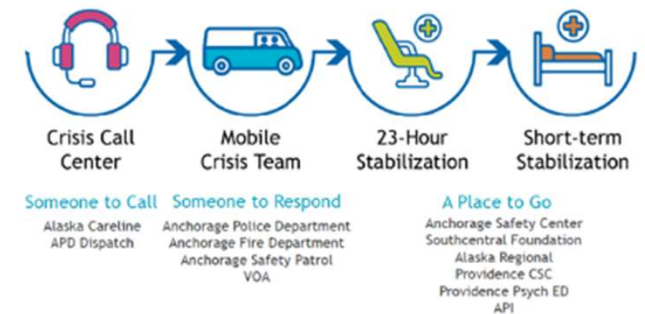 Crisis Call
Center
Mobile
Crisis Team
23-Hour
Stabilization
Short-term
Stabilization
Someone to Call
Alaska Careline
APD Dispatch
Someone to Respond
Anchorage Police Department
Anchorage Fire Department
Anchorage Safety Patrol
VOA
A Place to Go
Anchorage Safety Center
Southcentral Foundation
Alaska Regional
Providence CSC
Providence Psych ED
API